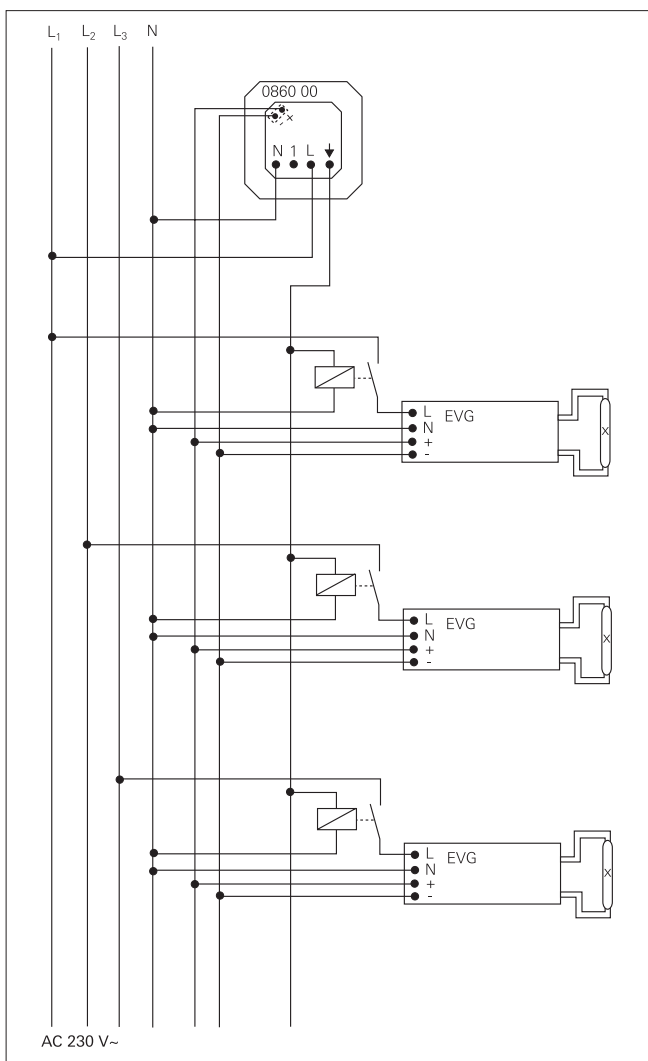 L₁ L₂ L₃ N
0860 00
N 1 L
L EVG
N
+
-
L EVG
N
+
-
L EVG
N
+
-
AC 230 V~